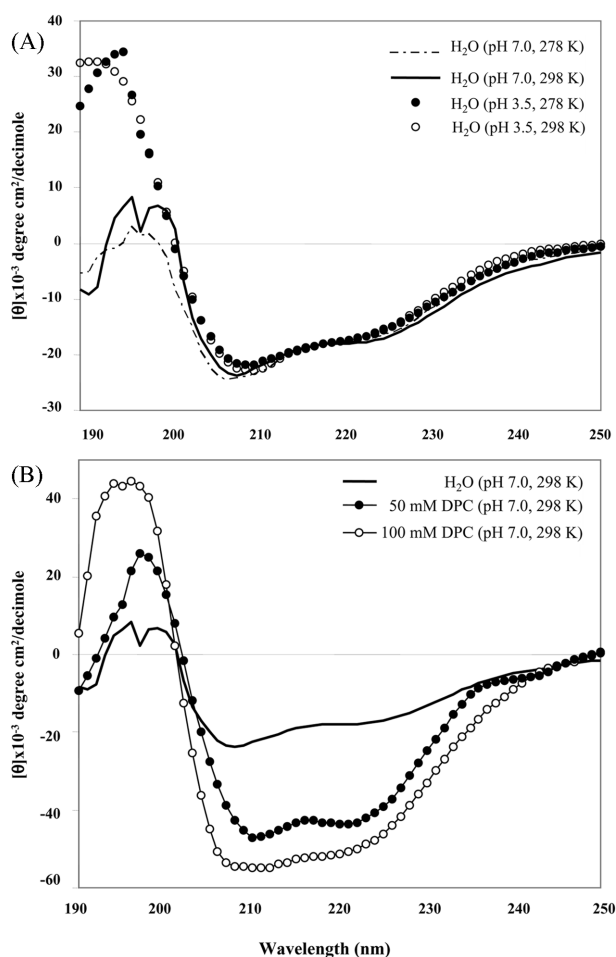 (A)
40
30
20
10
0
-10
-20
-30
[θ]x10⁻³ degree cm²/decimole
H₂O (pH 7.0, 278 K)
H₂O (pH 7.0, 298 K)
H₂O (pH 3.5, 278 K)
H₂O (pH 3.5, 298 K)
190 200 210 220 230 240 250
(B)
40
20
0
-20
-40
-60
[θ]x10⁻³ degree cm²/decimole
H₂O (pH 7.0, 298 K)
50 mM DPC (pH 7.0, 298 K)
100 mM DPC (pH 7.0, 298 K)
190 200 210 220 230 240 250
Wavelength (nm)